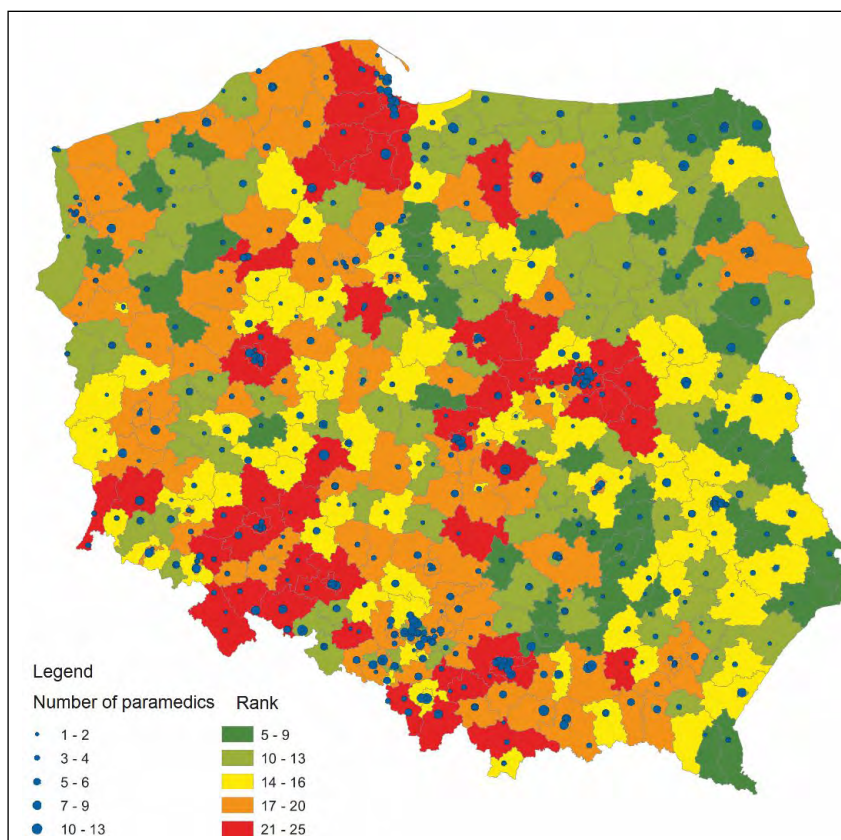 Legend
Number of paramedics Rank
1 - 2 5 - 9
3 - 4 10 - 13
5 - 6 14 - 16
7 - 9 17 - 20
10 - 13 21 - 25